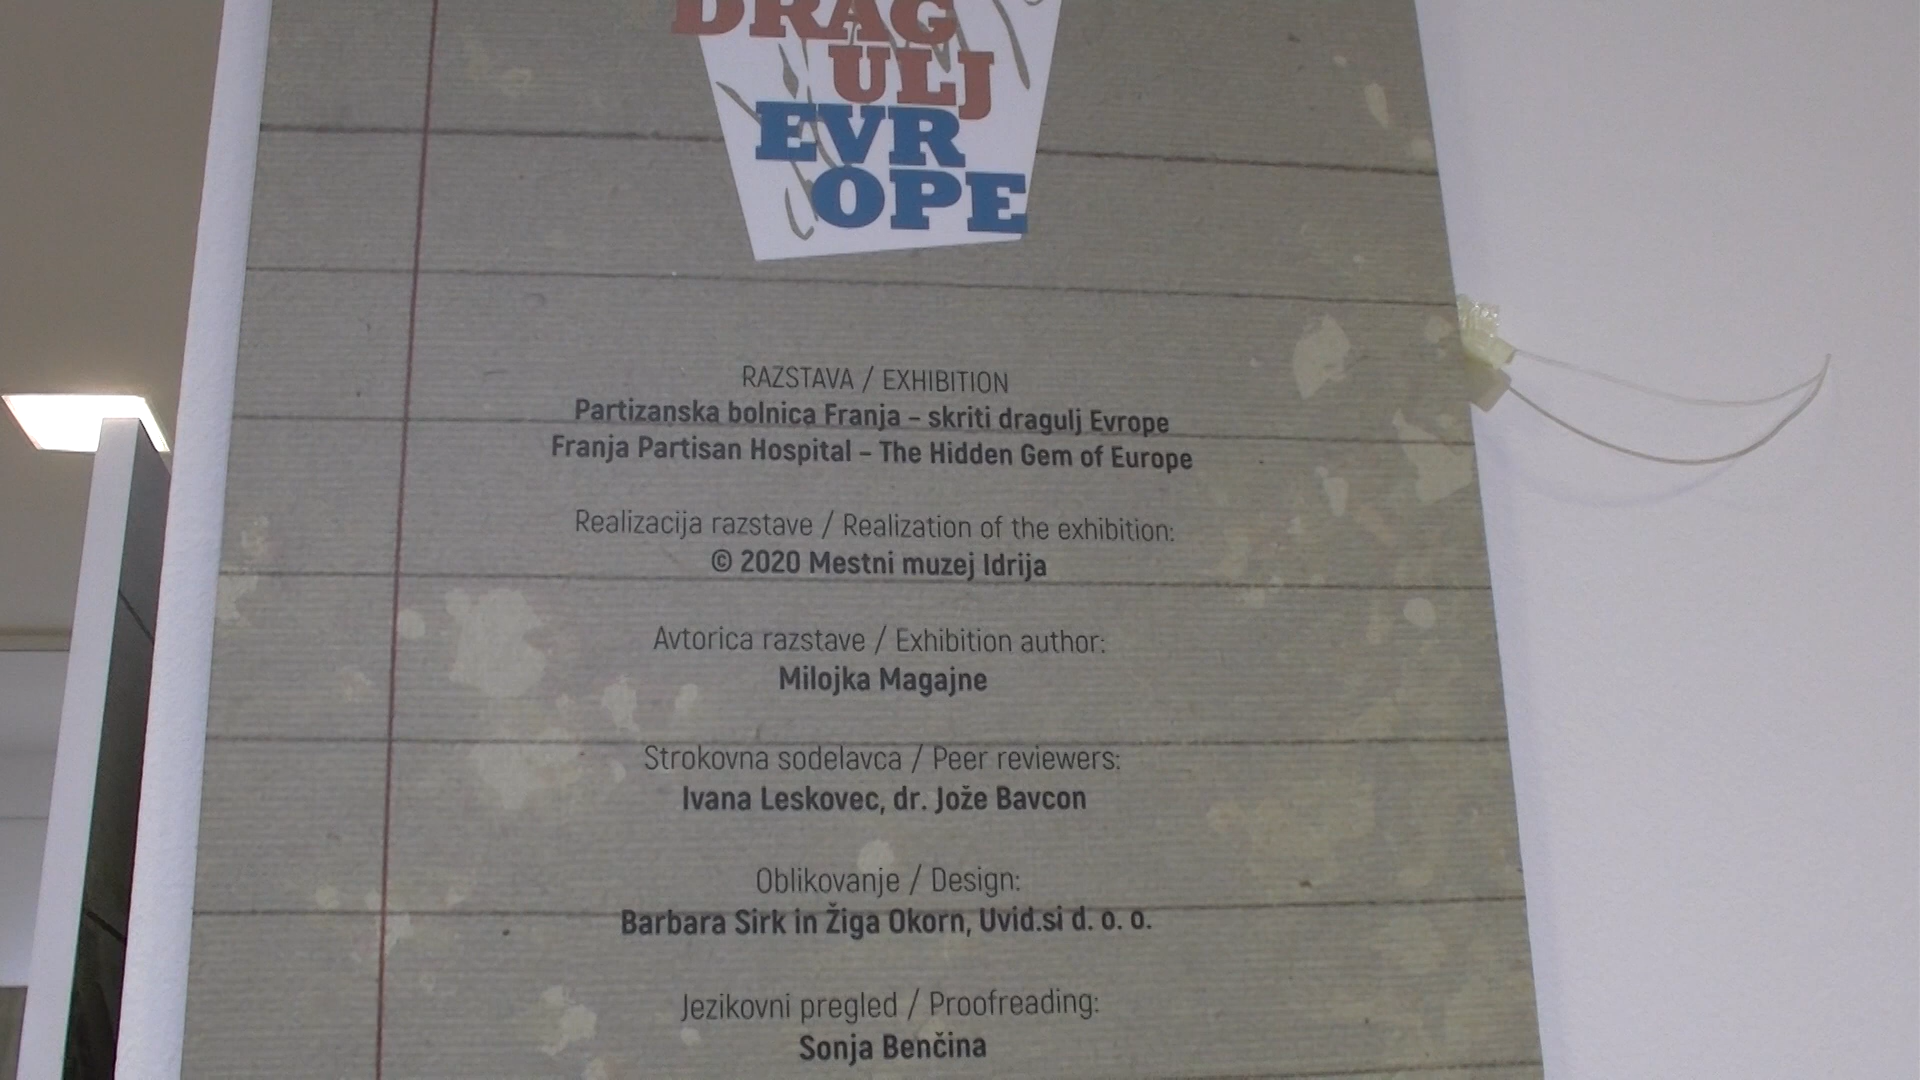 DRAG
ULJ
EVR
OPE
RAZSTAVA / EXHIBITION
Partizanska bolnica Franja – skriti dragulj Evrope
Franja Partisan Hospital – The Hidden Gem of Europe
Realizacija razstave / Realization of the exhibition:
© 2020 Mestni muzej Idrija
Avtorica razstave / Exhibition author:
Milojka Magajne
Strokovna sodelavca / Peer reviewers:
Ivana Leskovec, dr. Jože Bavcon
Oblikovanje / Design:
Barbara Sirk in Žiga Okorn, Uvid.si d. o. o.
Jezikovni pregled / Proofreading:
Sonja Benčina